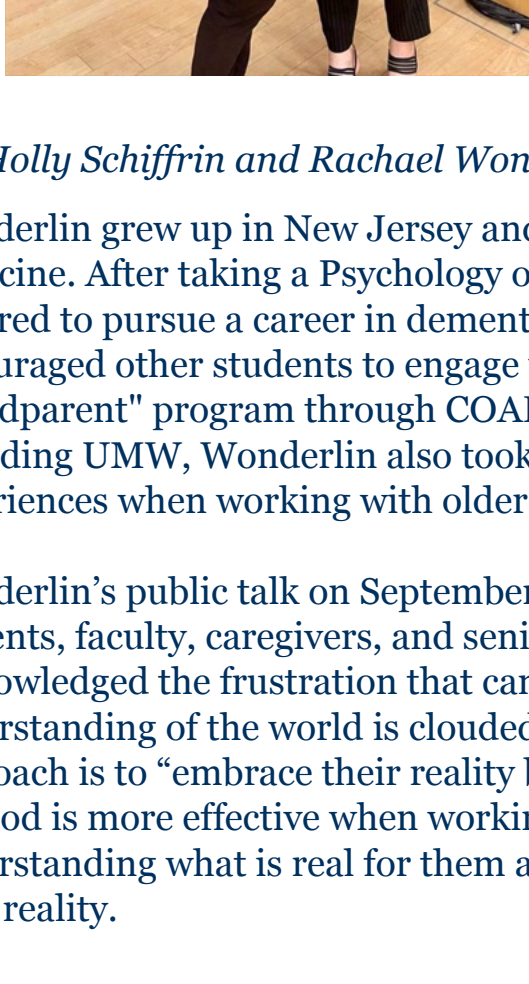 Holly Schiffrin and Rachael Won
derlin grew up in New Jersey and
cine. After taking a Psychology o
red to pursue a career in dement
uraged other students to engage
dparent" program through COA
ding UMW, Wonderlin also took
riences when working with older
derlin’s public talk on September
ents, faculty, caregivers, and seni
owledged the frustration that can
rstanding of the world is clouded
oach is to “embrace their reality b
od is more effective when workin
rstanding what is real for them a
reality.